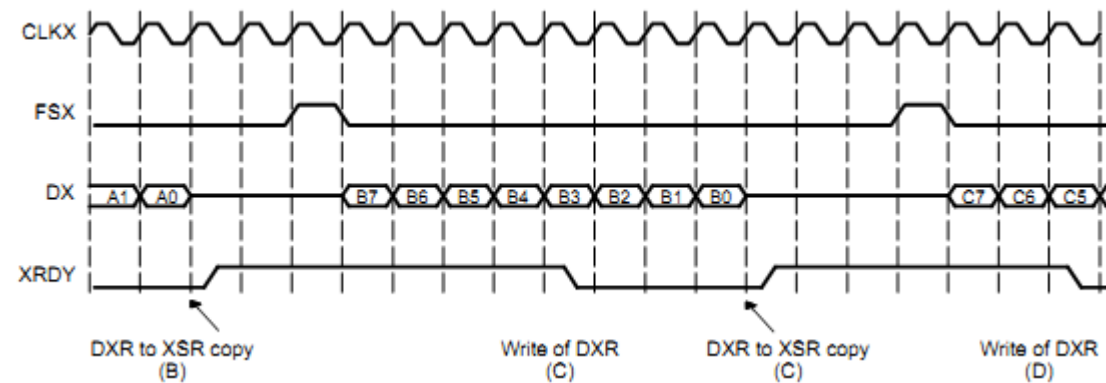 CLKX
FSX
DX A1 A0 B7 B6 B5 B4 B3 B2 B1 B0 C7 C6 C5
XRDY
DXR to XSR copy Write of DXR DXR to XSR copy Write of DXR
(B) (C) (C) (D)